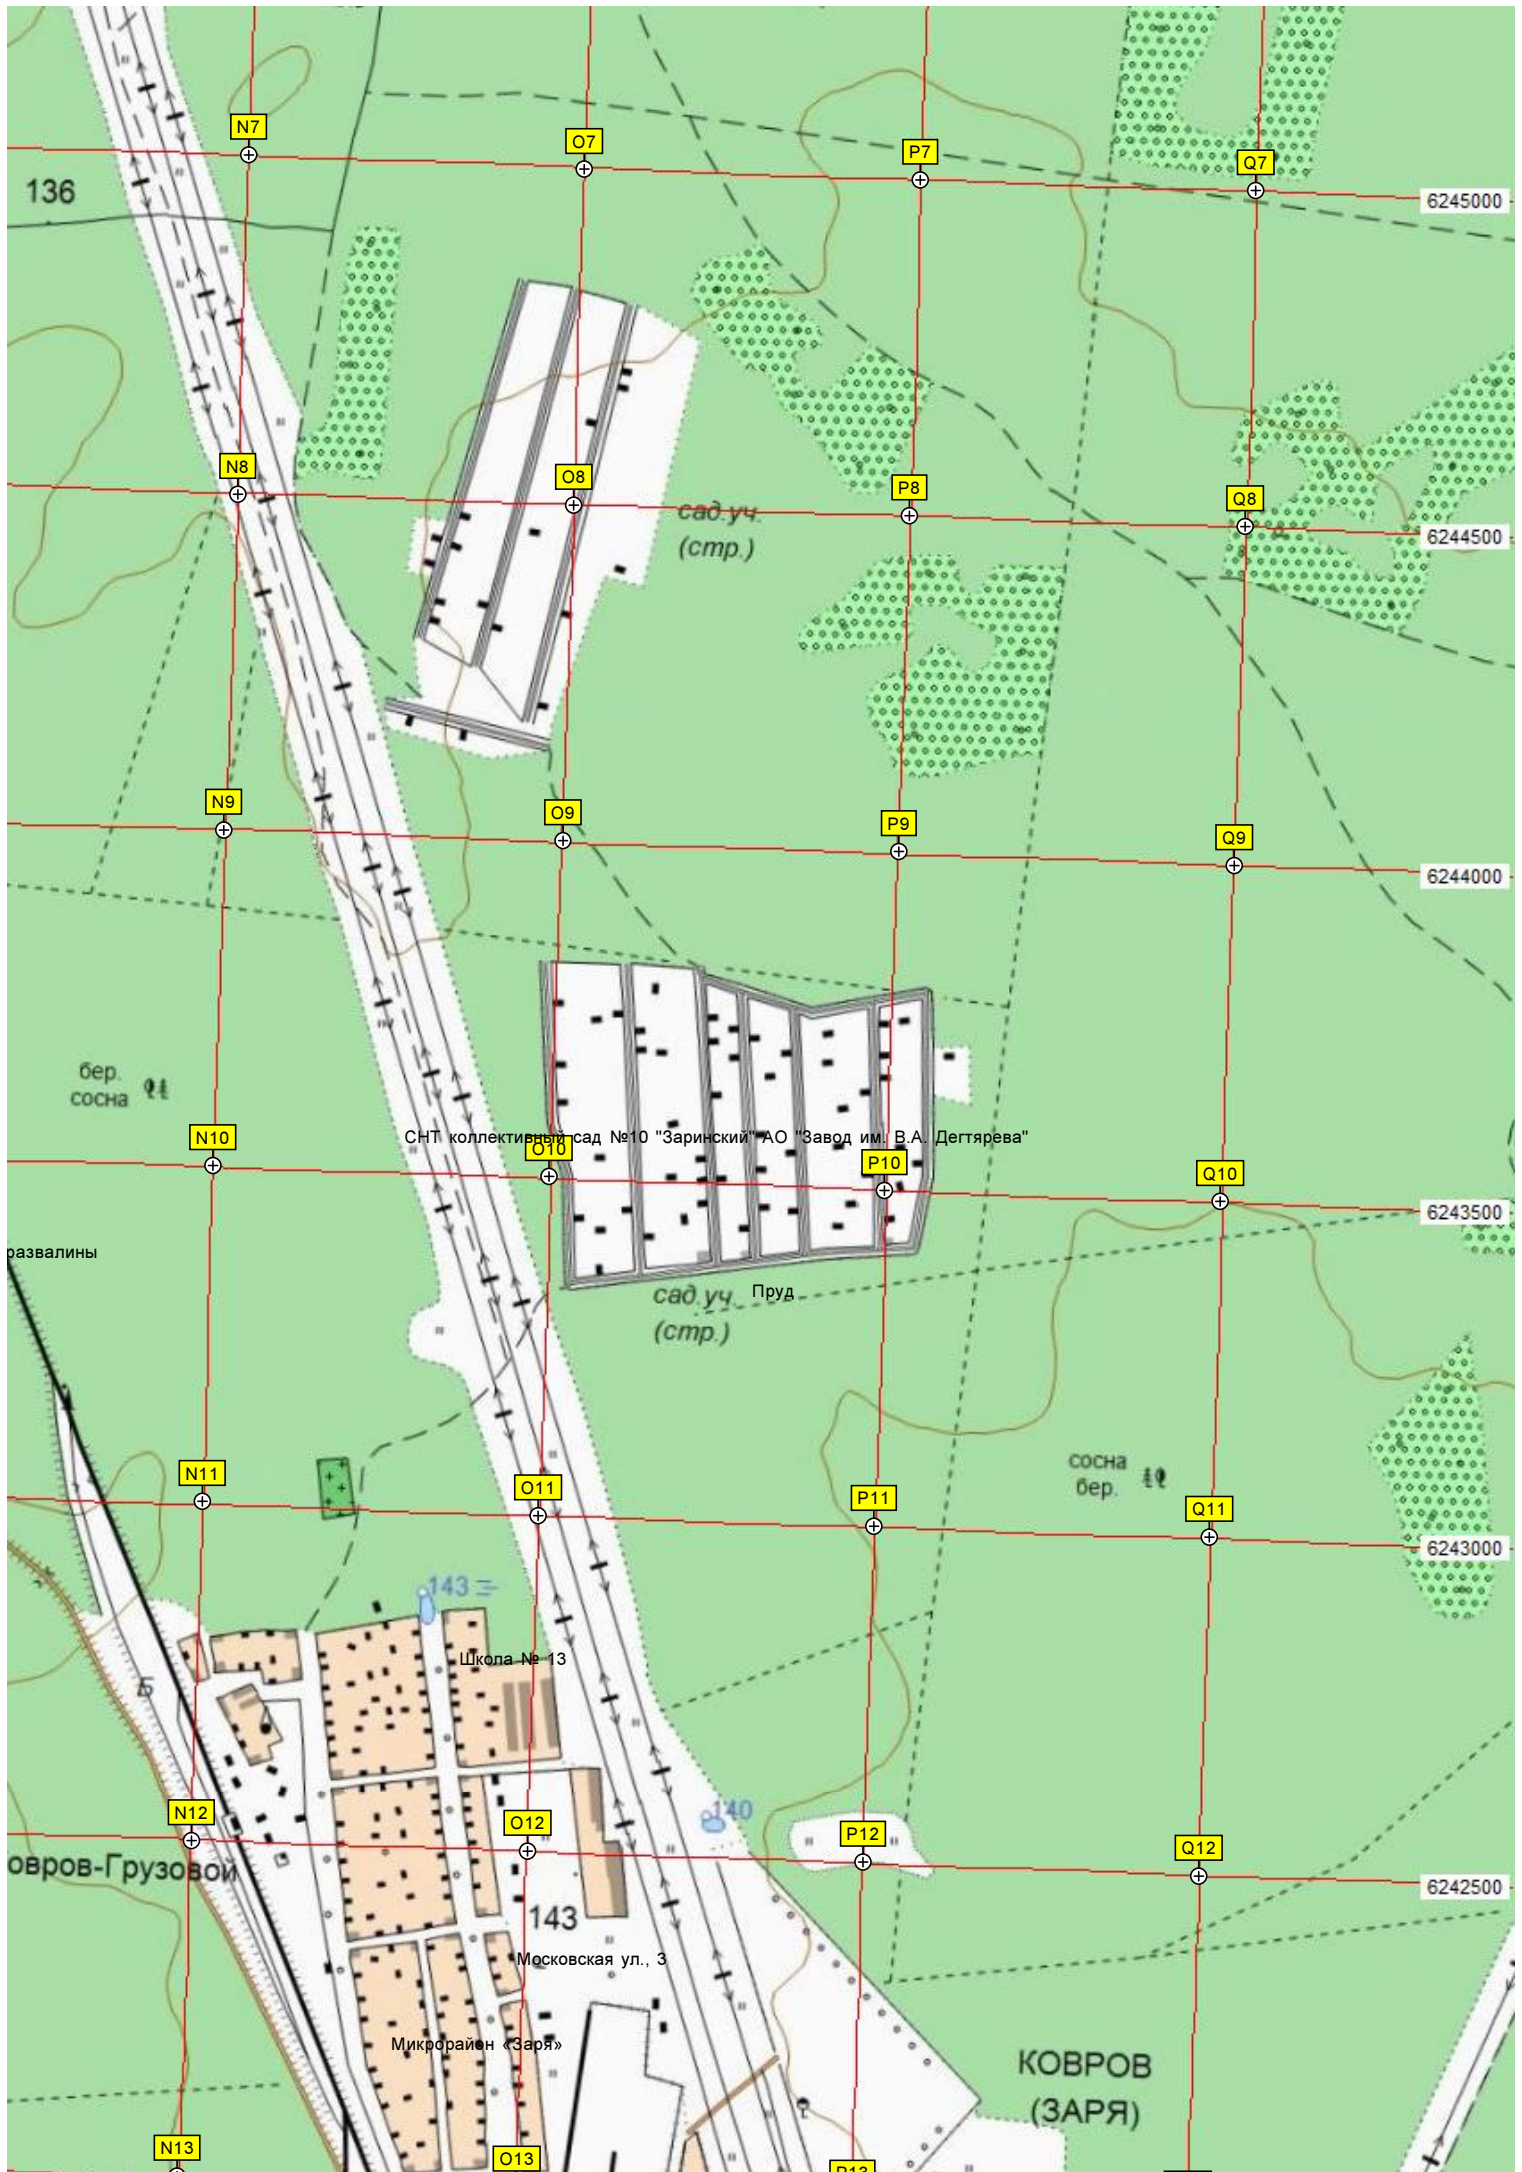 N7
O7
P7
Q7
136
6245000
N8
O8
P8
Q8
сад.уч.
(стр.)
6244500
N9
O9
P9
Q9
6244000
бер.
сосна
N10
СНТ коллективный сад №10 "Заринский" АО "Завод им. В.А. Дегтярева"
O10
P10
Q10
6243500
развалины
сад.уч.
Пруд
(стр.)
сосна
бер.
N11
O11
P11
Q11
6243000
143
Школа № 13
Б
140
N12
O12
P12
Q12
овров-Грузовой
6242500
143
Московская ул., 3
Микрорайон «Заря»
КОВРОВ
(ЗАРЯ)
N13
O13
P13